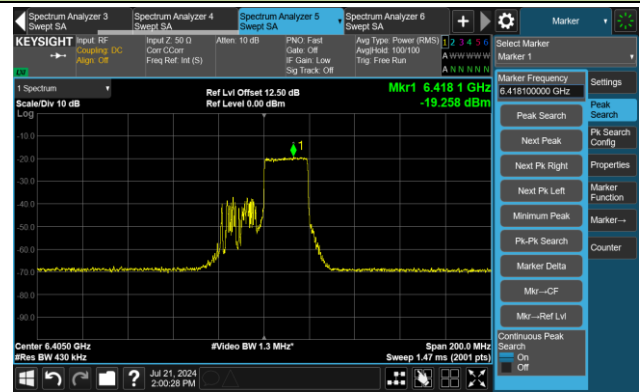 Spectrum Analyzer 3
Swept SA
Spectrum Analyzer 4
Swept SA
Spectrum Analyzer 5
Swept SA
Spectrum Analyzer 6
Swept SA
+
Marker
KEYSIGHT
Input: RF
Coupling: DC
Align: Off
Input Z: 50 Ω
Corr CCorr
Freq Ref: Int (S)
Atten: 10 dB
PNO: Fast
Gate: Off
IF Gain: Low
Sig Track: Off
Avg Type: Power (RMS)
Avg|Hold: 100/100
Trig: Free Run
1 2 3 4 5 6
A W W W W W
A N N N N N
Select Marker
Marker 1
1 Spectrum
Scale/Div 10 dB
Log
Ref Lvl Offset 12.50 dB
Ref Level 0.00 dBm
Mkr1 6.418 1 GHz
-19.258 dBm
1
-10.0
-20.0
-30.0
-40.0
-50.0
-60.0
-70.0
-80.0
-90.0
Center 6.4050 GHz
#Res BW 430 kHz
#Video BW 1.3 MHz*
Span 200.0 MHz
Sweep 1.47 ms (2001 pts)
Marker Frequency
6.418100000 GHz
Peak Search
Next Peak
Next Pk Right
Next Pk Left
Minimum Peak
Pk-Pk Search
Marker Delta
Mkr→CF
Mkr→Ref Lvl
Continuous Peak
Search
On
Off
Settings
Peak
Search
Pk Search
Config
Properties
Marker
Function
Marker→
Counter
?
Jul 21, 2024
2:00:28 PM